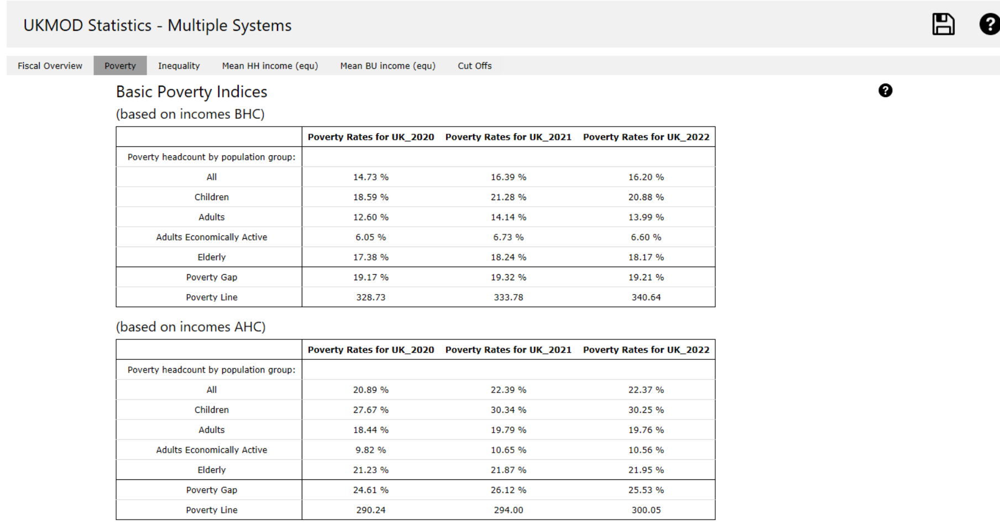 UKMOD Statistics - Multiple Systems
?
Fiscal Overview Poverty Inequality Mean HH income (equ) Mean BU income (equ) Cut Offs
Basic Poverty Indices
?
(based on incomes BHC)
Poverty Rates for UK_2020 Poverty Rates for UK_2021 Poverty Rates for UK_2022
Poverty headcount by population group:
All 14.73 % 16.39 % 16.20 %
Children 18.59 % 21.28 % 20.88 %
Adults 12.60 % 14.14 % 13.99 %
Adults Economically Active 6.05 % 6.73 % 6.60 %
Elderly 17.38 % 18.24 % 18.17 %
Poverty Gap 19.17 % 19.32 % 19.21 %
Poverty Line 328.73 333.78 340.64
(based on incomes AHC)
Poverty Rates for UK_2020 Poverty Rates for UK_2021 Poverty Rates for UK_2022
Poverty headcount by population group:
All 20.89 % 22.39 % 22.37 %
Children 27.67 % 30.34 % 30.25 %
Adults 18.44 % 19.79 % 19.76 %
Adults Economically Active 9.82 % 10.65 % 10.56 %
Elderly 21.23 % 21.87 % 21.95 %
Poverty Gap 24.61 % 26.12 % 25.53 %
Poverty Line 290.24 294.00 300.05